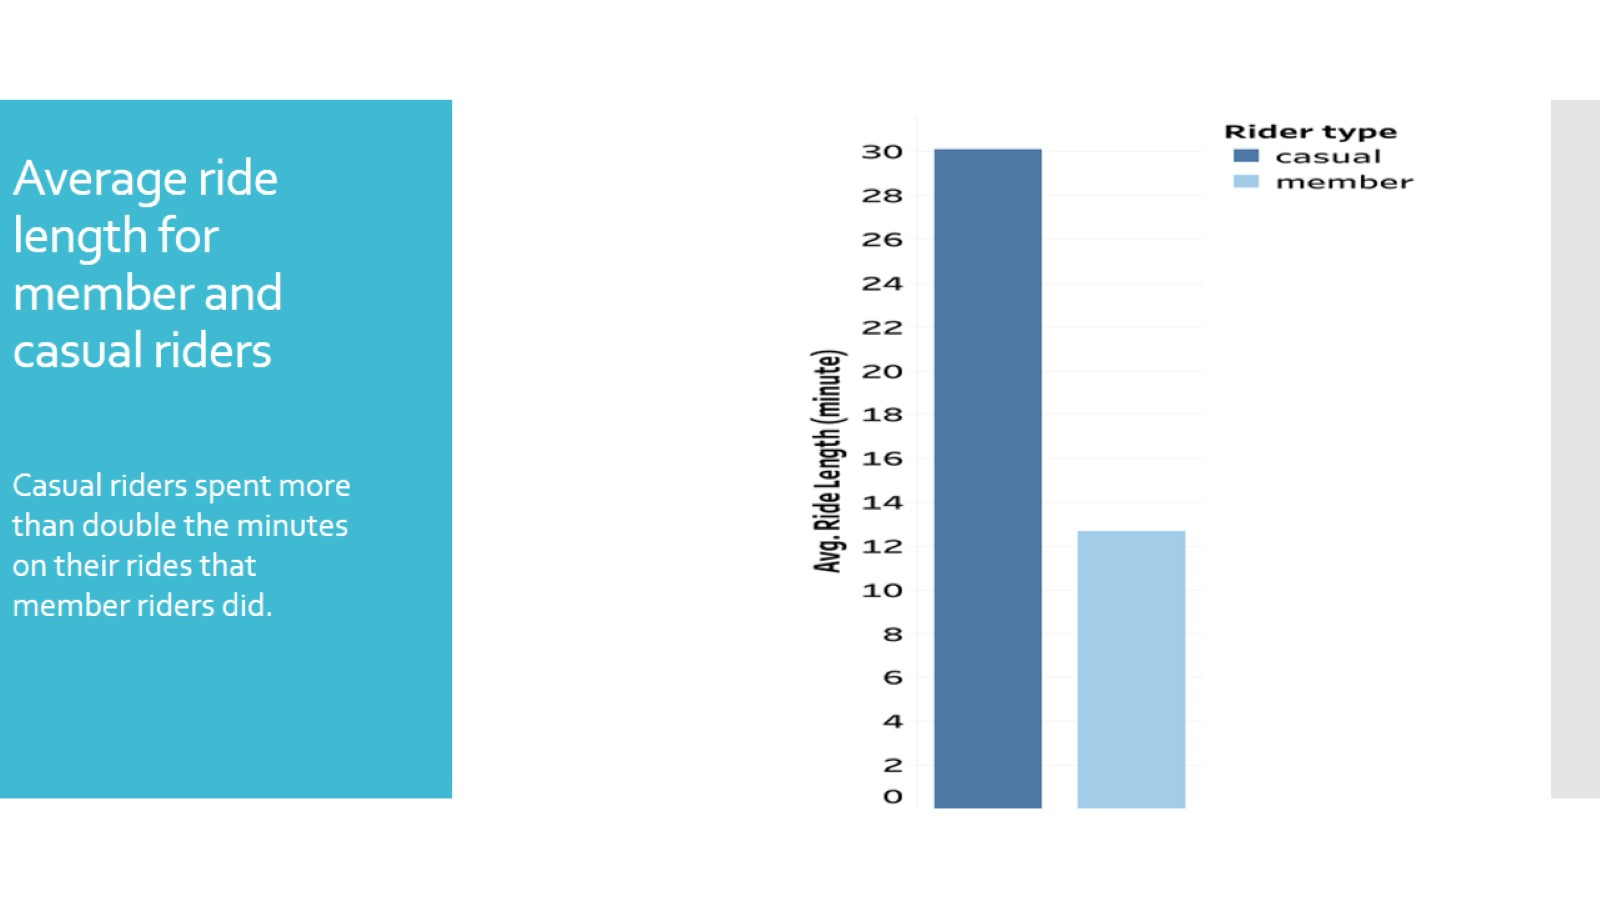 Average ride
length for
member and
casual riders
Casual riders spent more
than double the minutes
on their rides that
member riders did.
Avg. Ride Length (minute)
30
28
26
24
22
20
18
16
14
12
10
8
6
4
2
0
Rider type
casual
member